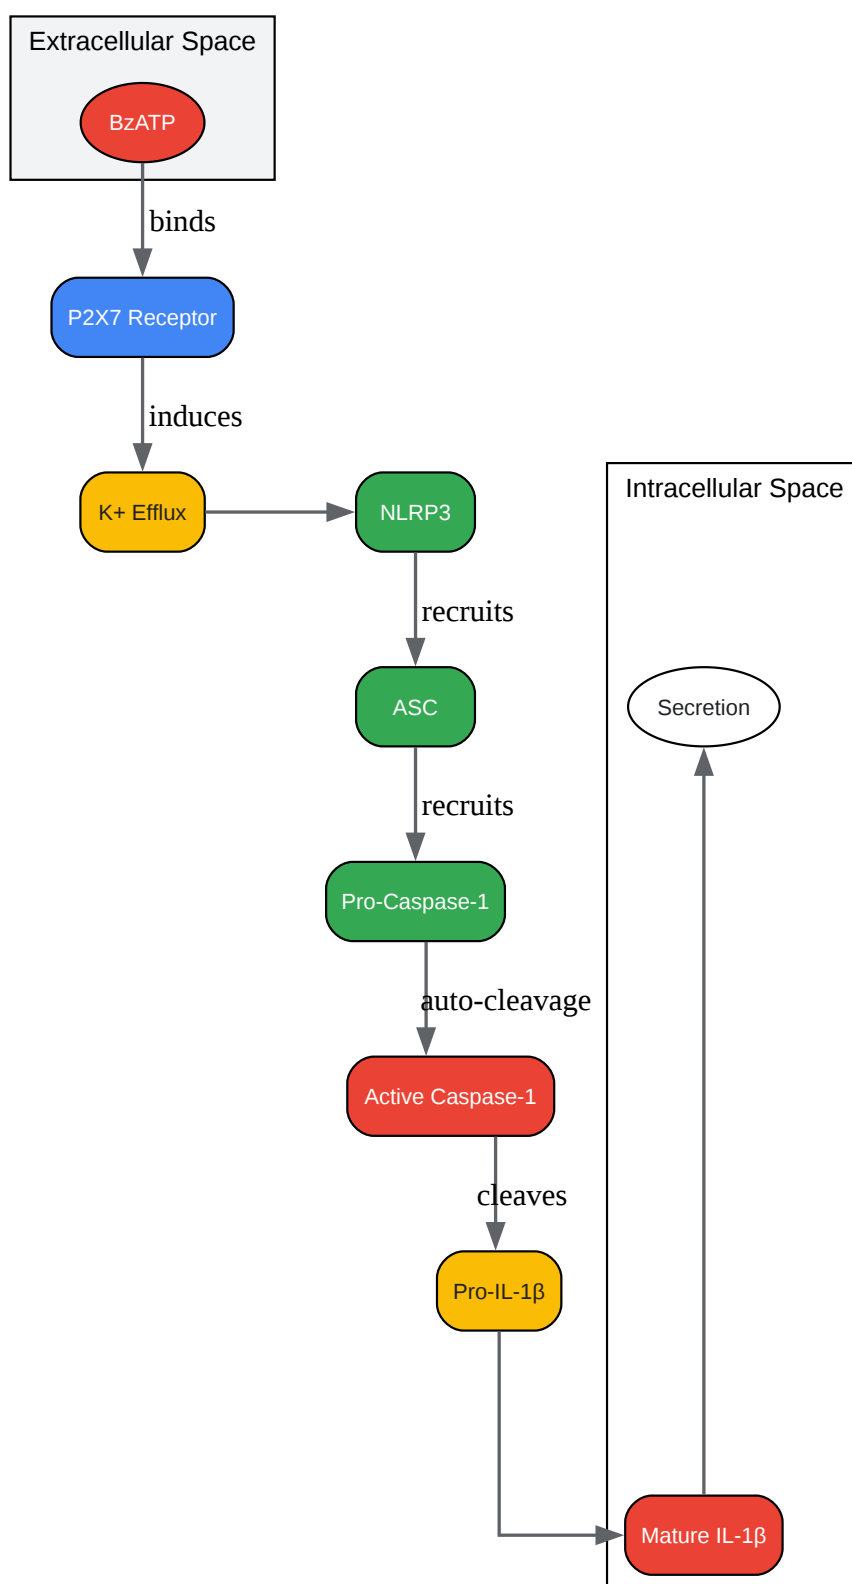 Extracellular Space
BzATP
binds
P2X7 Receptor
induces
K+ Efflux
NLRP3
Intracellular Space
recruits
ASC
Secretion
recruits
Pro-Caspase-1
auto-cleavage
Active Caspase-1
cleaves
Pro-IL-1β
Mature IL-1β